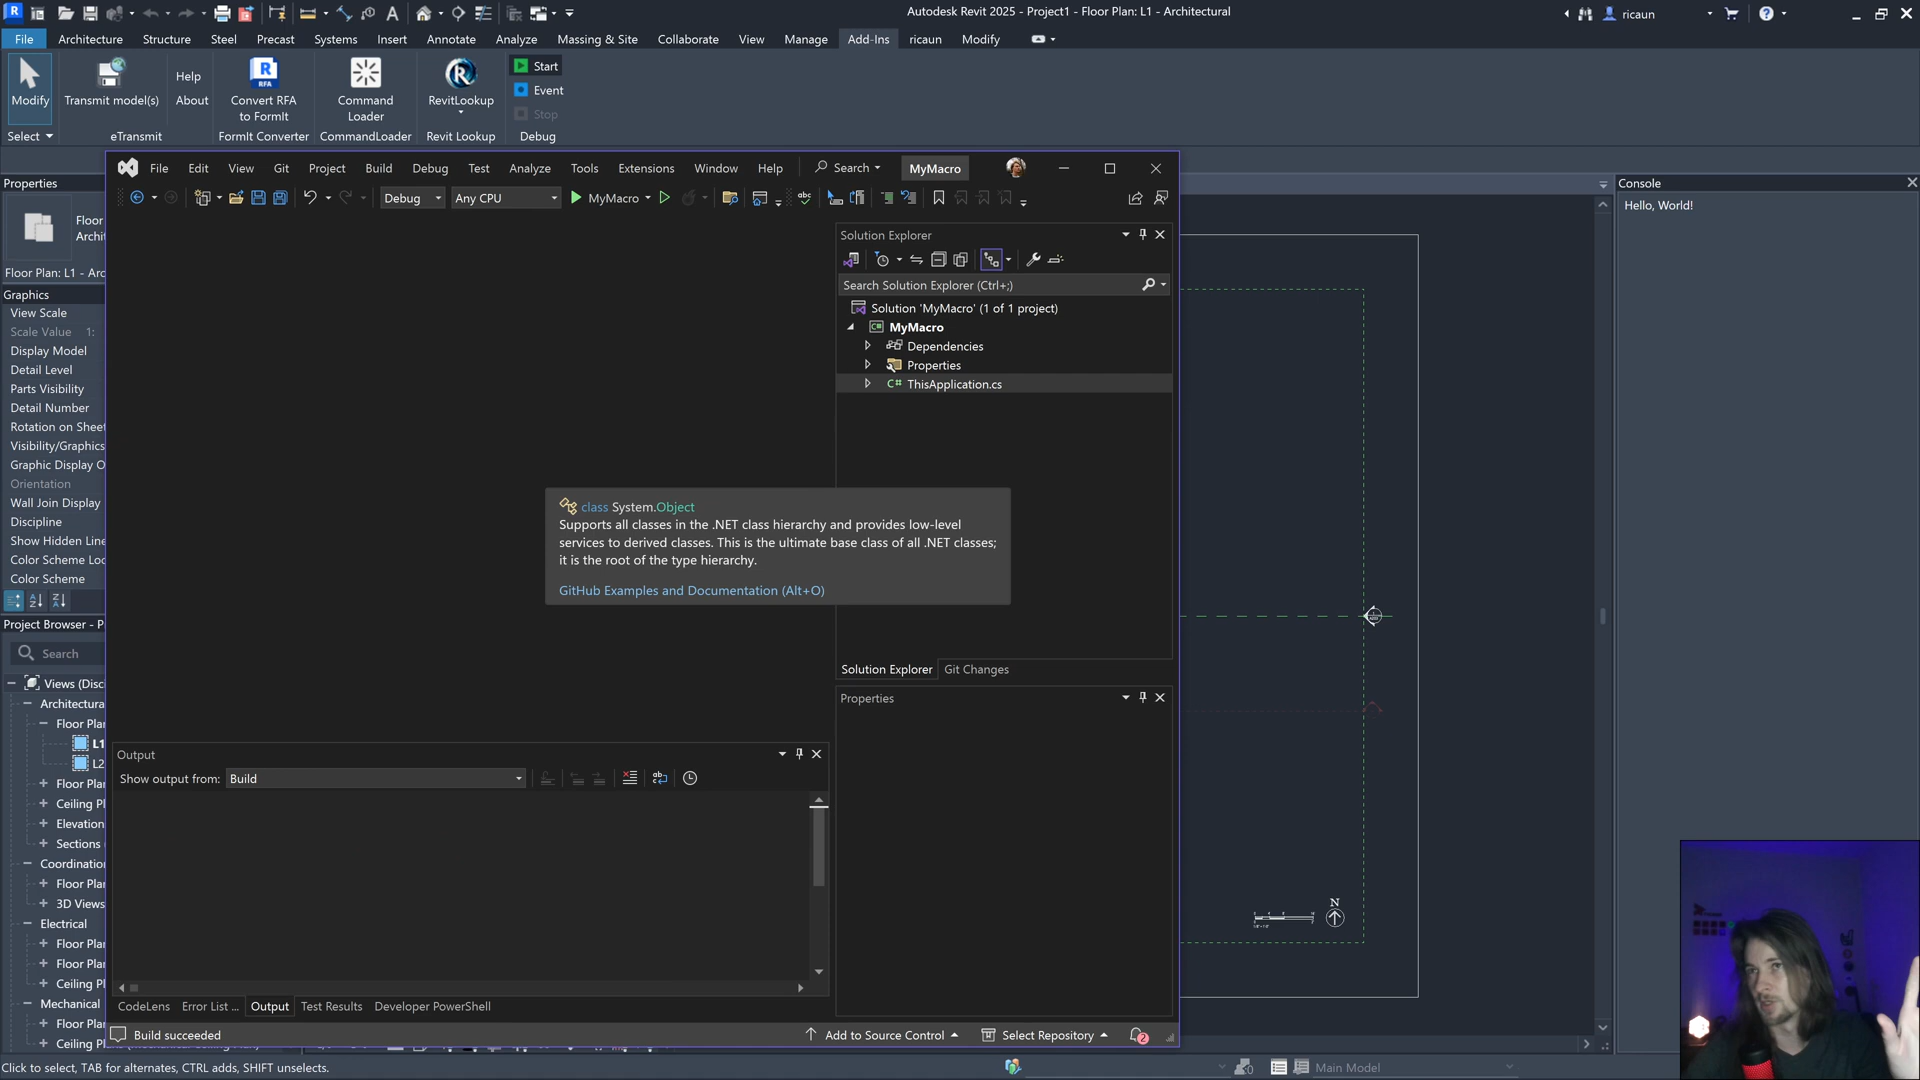 Autodesk Revit 2025 - Project1 - Floor Plan: L1 - Architectural
ricaun
File
Architecture
Structure
Steel
Precast
Systems
Insert
Annotate
Analyze
Massing & Site
Collaborate
View
Manage
Add-Ins
ricaun
Modify
Modify
Transmit model(s)
Help
About
Convert RFA
to FormIt
Command
Loader
RevitLookup
Start
Event
Stop
Select
eTransmit
FormIt Converter
CommandLoader
Revit Lookup
Debug
File
Edit
View
Git
Project
Build
Debug
Test
Analyze
Tools
Extensions
Window
Help
Search
MyMacro
Debug
Any CPU
MyMacro
Properties
Floor
Archi
Floor Plan: L1 - Arc
Graphics
View Scale
Scale Value 1:
Display Model
Detail Level
Parts Visibility
Detail Number
Rotation on Sheet
Visibility/Graphics
Graphic Display O
Orientation
Wall Join Display
Discipline
Show Hidden Line
Color Scheme Loc
Color Scheme
Project Browser - P
Search
Views (Disc
Architectura
Floor Plan
L1
L2
Floor Plan
Ceiling Pl
Elevation
Sections (
Coordination
Floor Plan
3D Views
Electrical
Floor Plan
Floor Plan
Ceiling Pl
Mechanical
Floor Plan
Solution Explorer
Search Solution Explorer (Ctrl+;)
Solution 'MyMacro' (1 of 1 project)
MyMacro
Dependencies
Properties
C# ThisApplication.cs
class System.Object
Supports all classes in the .NET class hierarchy and provides low-level
services to derived classes. This is the ultimate base class of all .NET classes;
it is the root of the type hierarchy.
GitHub Examples and Documentation (Alt+O)
Solution Explorer
Git Changes
Properties
Output
Show output from:
Build
CodeLens
Error List ...
Output
Test Results
Developer PowerShell
Build succeeded
Add to Source Control
Select Repository
2
Console
Hello, World!
N
Click to select, TAB for alternates, CTRL adds, SHIFT unselects.
Main Model